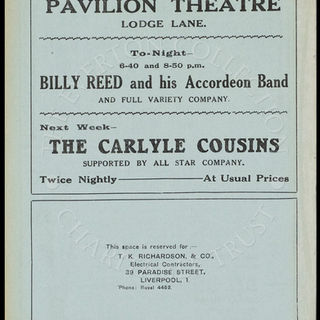 PAVILION THEATRE
LODGE LANE.
To-Night—
6-40 and 8-50 p.m.
BILLY REED and his Accordeon Band
AND FULL VARIETY COMPANY.
Next Week—
THE CARLYLE COUSINS
SUPPORTED BY ALL STAR COMPANY.
Twice Nightly——At Usual Prices
This space is reserved for :—
T. K. RICHARDSON, & CO.,
Electrical Contractors,
39 PARADISE STREET,
LIVERPOOL, 1.
'Phone: Royal 4402.